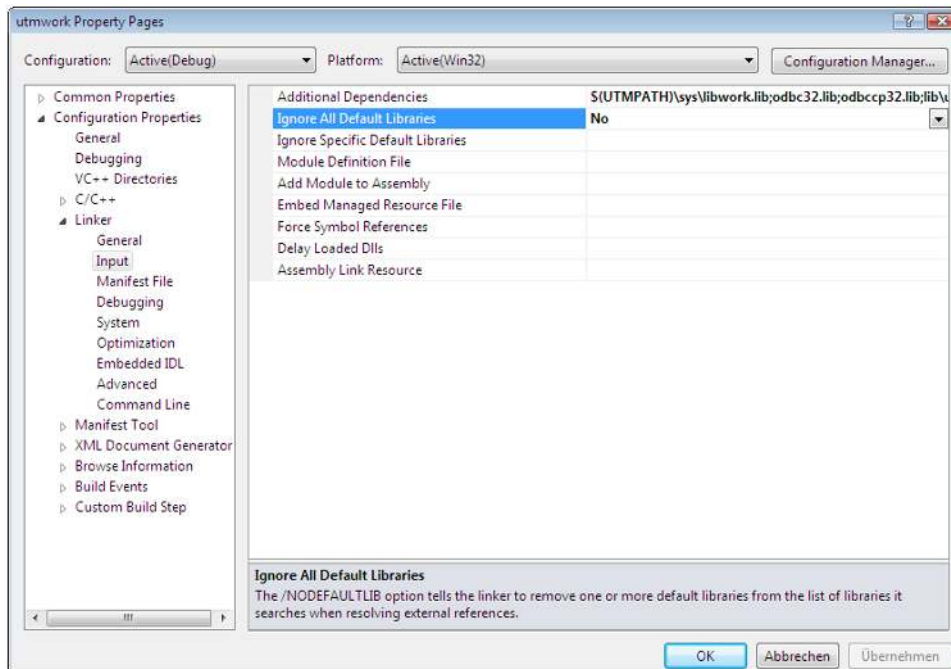 utmwork Property Pages
Configuration: Active(Debug) Platform: Active(Win32) Configuration Manager...
Common Properties
Configuration Properties
General
Debugging
VC++ Directories
C/C++
Linker
General
Input
Manifest File
Debugging
System
Optimization
Embedded IDL
Advanced
Command Line
Manifest Tool
XML Document Generator
Browse Information
Build Events
Custom Build Step
Additional Dependencies $(UTMPATH)\sys\libwork.lib;odbc32.lib;odbccp32.lib;lib\u
Ignore All Default Libraries No
Ignore Specific Default Libraries
Module Definition File
Add Module to Assembly
Embed Managed Resource File
Force Symbol References
Delay Loaded Dlls
Assembly Link Resource
Ignore All Default Libraries
The /NODEFAULTLIB option tells the linker to remove one or more default libraries from the list of libraries it
searches when resolving external references.
OK Abbrechen Übernehmen